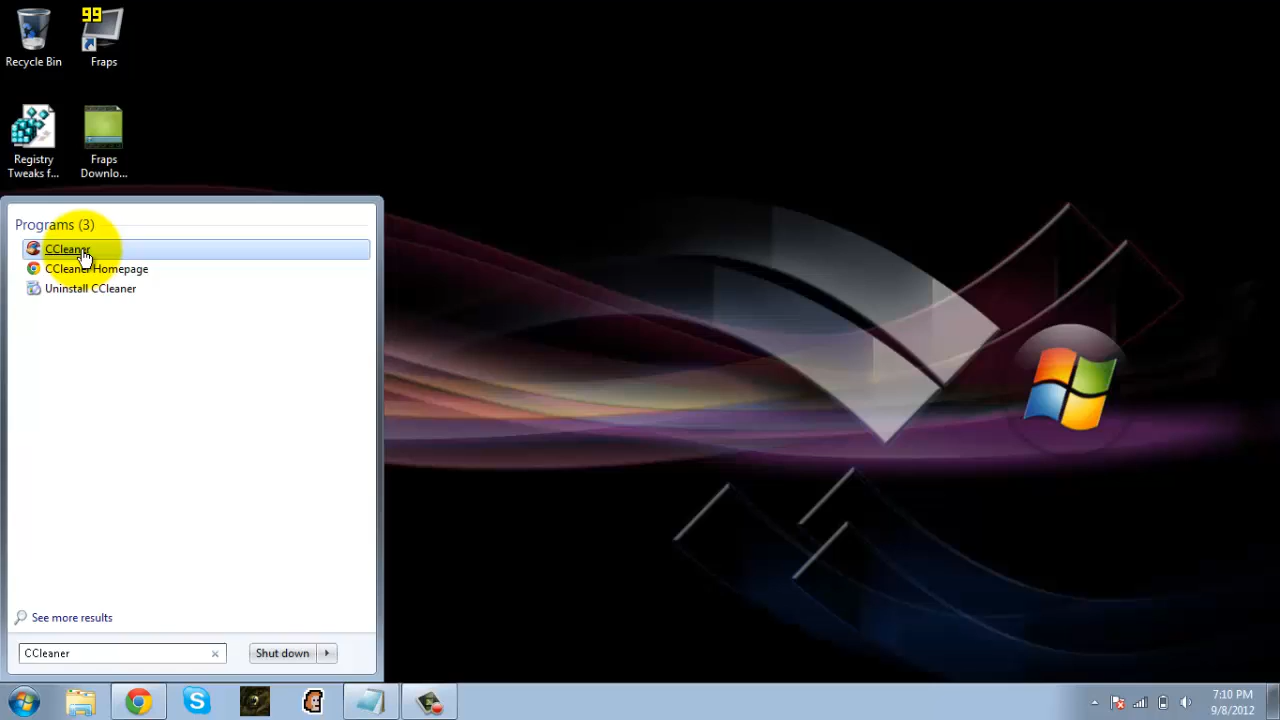 99
Recycle Bin
Fraps
Registry
Tweaks f...
Fraps
Downlo...
Programs (3)
CCleaner
CCleaner Homepage
Uninstall CCleaner
See more results
CCleaner
Shut down
7:10 PM
9/8/2012